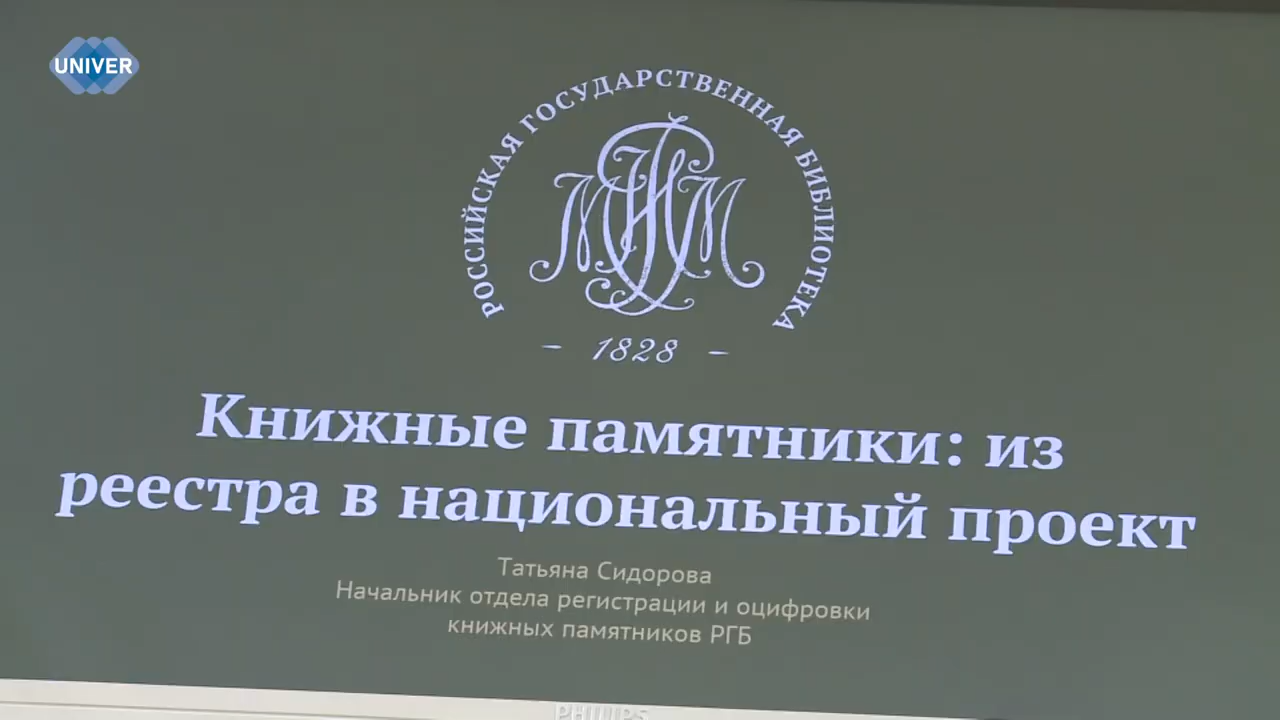 UNIVER
РОССИЙСКАЯ ГОСУДАРСТВЕННАЯ БИБЛИОТЕКА
- 1828 -
Книжные памятники: из
реестра в национальный проект
Татьяна Сидорова
Начальник отдела регистрации и оцифровки
книжных памятников РГБ
PHILIPS